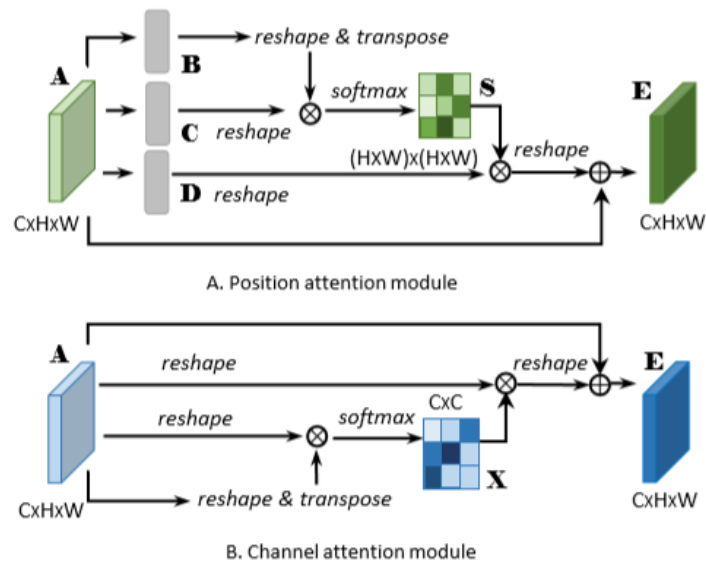 reshape & transpose
B
A
softmax
S
E
C reshape
(HxW)x(HxW)
reshape
D reshape
CxHxW
CxHxW
A. Position attention module
A
reshape
reshape
E
CxC
reshape
softmax
X
reshape & transpose
CxHxW
CxHxW
B. Channel attention module